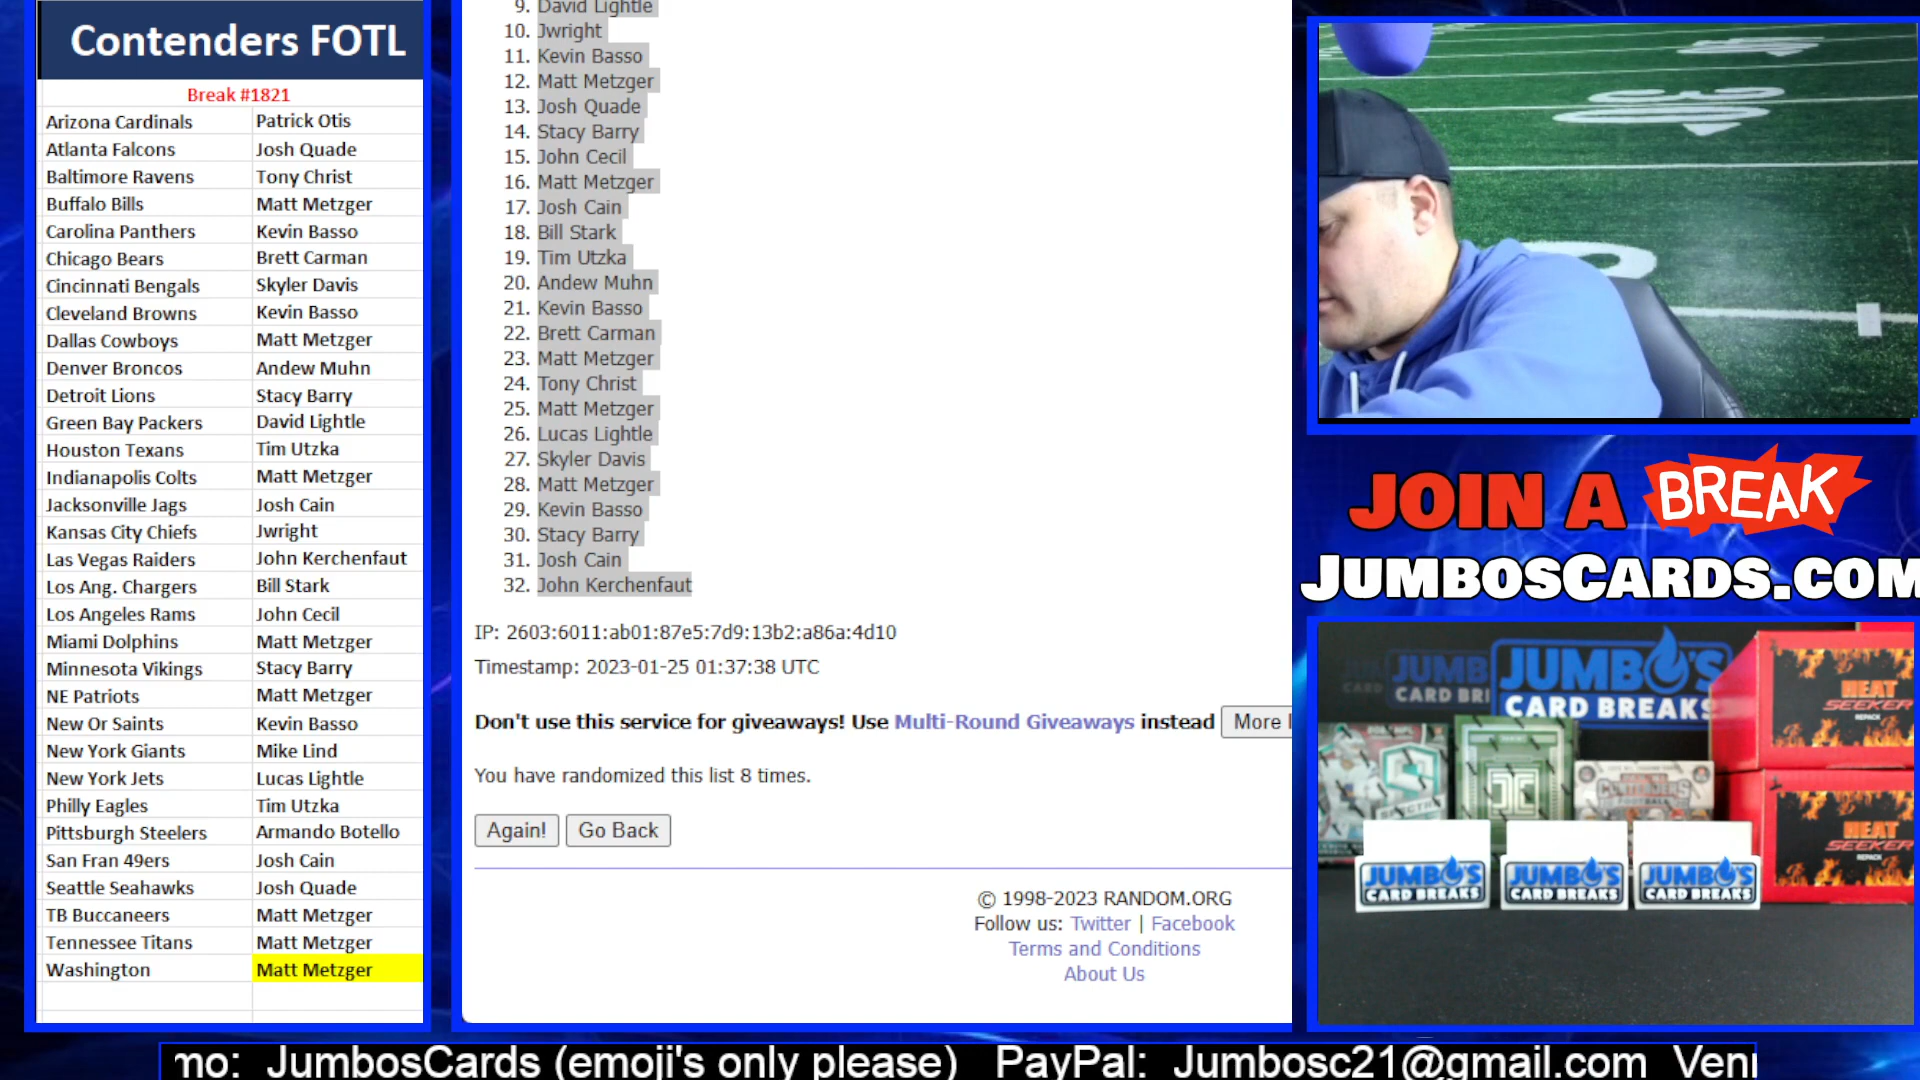 Contenders FOTL
Break #1821
Arizona Cardinals Patrick Otis
Atlanta Falcons Josh Quade
Baltimore Ravens Tony Christ
Buffalo Bills Matt Metzger
Carolina Panthers Kevin Basso
Chicago Bears Brett Carman
Cincinnati Bengals Skyler Davis
Cleveland Browns Kevin Basso
Dallas Cowboys Matt Metzger
Denver Broncos Andew Muhn
Detroit Lions Stacy Barry
Green Bay Packers David Lightle
Houston Texans Tim Utzka
Indianapolis Colts Matt Metzger
Jacksonville Jags Josh Cain
Kansas City Chiefs Jwright
Las Vegas Raiders John Kerchenfaut
Los Ang. Chargers Bill Stark
Los Angeles Rams John Cecil
Miami Dolphins Matt Metzger
Minnesota Vikings Stacy Barry
NE Patriots Matt Metzger
New Or Saints Kevin Basso
New York Giants Mike Lind
New York Jets Lucas Lightle
Philly Eagles Tim Utzka
Pittsburgh Steelers Armando Botello
San Fran 49ers Josh Cain
Seattle Seahawks Josh Quade
TB Buccaneers Matt Metzger
Tennessee Titans Matt Metzger
Washington Matt Metzger
9. David Lightle
10. Jwright
11. Kevin Basso
12. Matt Metzger
13. Josh Quade
14. Stacy Barry
15. John Cecil
16. Matt Metzger
17. Josh Cain
18. Bill Stark
19. Tim Utzka
20. Andew Muhn
21. Kevin Basso
22. Brett Carman
23. Matt Metzger
24. Tony Christ
25. Matt Metzger
26. Lucas Lightle
27. Skyler Davis
28. Matt Metzger
29. Kevin Basso
30. Stacy Barry
31. Josh Cain
32. John Kerchenfaut
IP: 2603:6011:ab01:87e5:7d9:13b2:a86a:4d10
Timestamp: 2023-01-25 01:37:38 UTC
Don't use this service for giveaways! Use Multi-Round Giveaways instead More
You have randomized this list 8 times.
Again! Go Back
© 1998-2023 RANDOM.ORG
Follow us: Twitter | Facebook
Terms and Conditions
About Us
JOIN A BREAK
JUMBOSCARDS.COM
JUMBO'S
CARD BREAKS
HEAT
SEEKER
REPACK
HEAT
SEEKER
REPACK
JUMBO'S
CARD BREAKS
JUMBO'S
CARD BREAKS
JUMBO'S
CARD BREAKS
mo: JumbosCards (emoji's only please) PayPal: Jumbosc21@gmail.com Ven